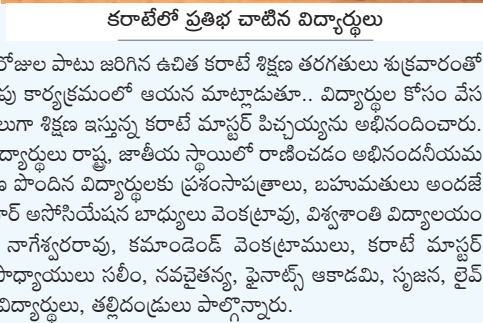 కరాటేలో ప్రతిభ చాటిన విద్యార్థులు
రోజుల పాటు జరిగిన ఉచిత కరాటే శిక్షణ తరగతులు శుక్రవారంతో
పు కార్యక్రమంలో ఆయన మాట్లాడుతూ.. విద్యార్థుల కోసం వేస
లుగా శిక్షణ ఇస్తున్న కరాటే మాస్టర్ పిచ్చయ్యను అభినందించారు.
ద్యార్థులు రాష్ట్ర, జాతీయ స్థాయిలో రాణించడం అభినందనీయమ
ణ పొందిన విద్యార్థులకు ప్రశంసాపత్రాలు, బహుమతులు అందజే
ార్ అసోసియేషన బాధ్యులు వెంకట్రావు, విశ్వశాంతి విద్యాలయం
నాగేశ్వరరావు, కమాండెండ్ వెంకట్రాములు, కరాటే మాస్టర్
పాధ్యాయులు సలీం, నవచైతన్య, ఫైనాట్స్ ఆకాడమి, సృజన, లైవ్
విద్యార్థులు, తల్లిదండ్రులు పాల్గొన్నారు.